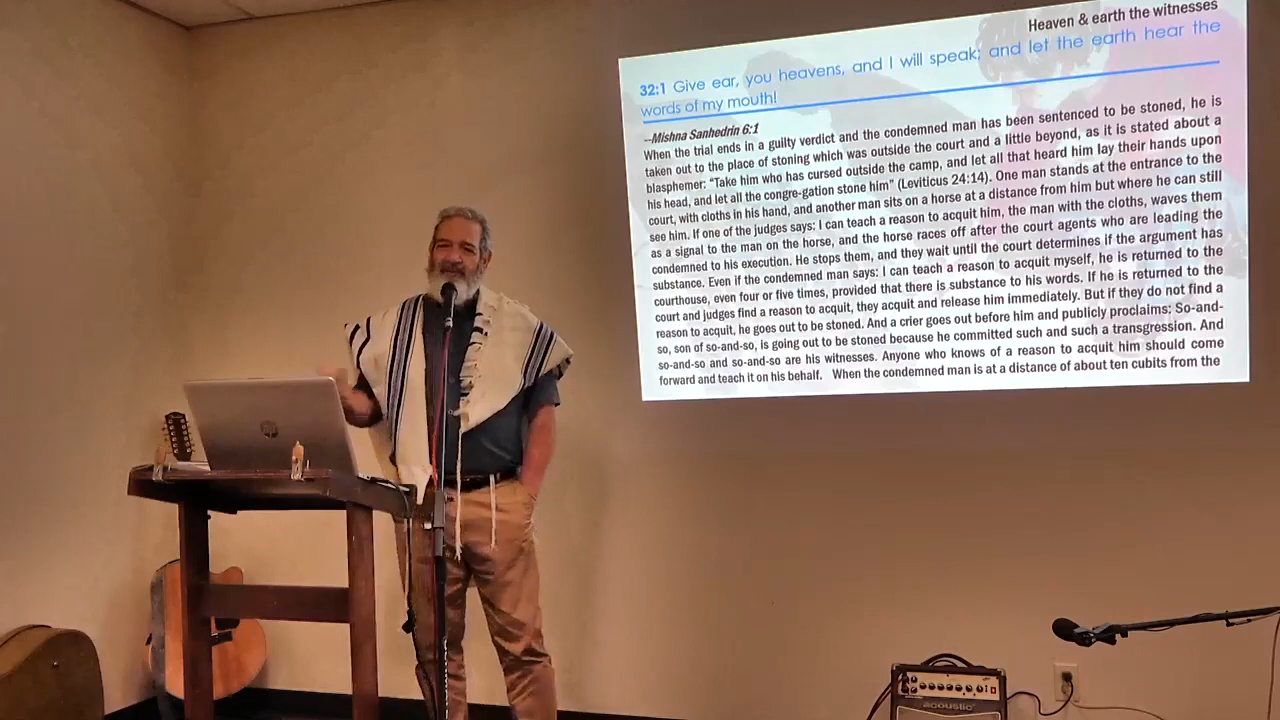 Heaven & earth the witnesses
32:1 Give ear, you heavens, and I will speak; and let the earth hear the
words of my mouth!
--Mishna Sanhedrin 6:1
When the trial ends in a guilty verdict and the condemned man has been sentenced to be stoned, he is
taken out to the place of stoning which was outside the court and a little beyond, as it is stated about a
blasphemer: "Take him who has cursed outside the camp, and let all that heard him lay their hands upon
his head, and let all the congre-gation stone him" (Leviticus 24:14). One man stands at the entrance to the
court, with cloths in his hand, and another man sits on a horse at a distance from him but where he can still
see him. If one of the judges says: I can teach a reason to acquit him, the man with the cloths, waves them
as a signal to the man on the horse, and the horse races off after the court agents who are leading the
condemned to his execution. He stops them, and they wait until the court determines if the argument has
substance. Even if the condemned man says: I can teach a reason to acquit myself, he is returned to the
courthouse, even four or five times, provided that there is substance to his words. If he is returned to the
court and judges find a reason to acquit, they acquit and release him immediately. But if they do not find a
reason to acquit, he goes out to be stoned. And a crier goes out before him and publicly proclaims: So-and-
so, son of so-and-so, is going out to be stoned because he committed such and such a transgression. And
so-and-so and so-and-so are his witnesses. Anyone who knows of a reason to acquit him should come
forward and teach it on his behalf. When the condemned man is at a distance of about ten cubits from the
hp
acoustic